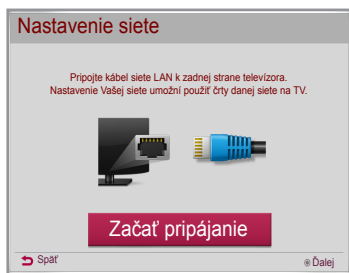 Nastavenie siete
Pripojte kábel siete LAN k zadnej strane televízora.
Nastavenie Vašej siete umožní použiť črty danej siete na TV.
Začať pripájanie
Späť
Ďalej